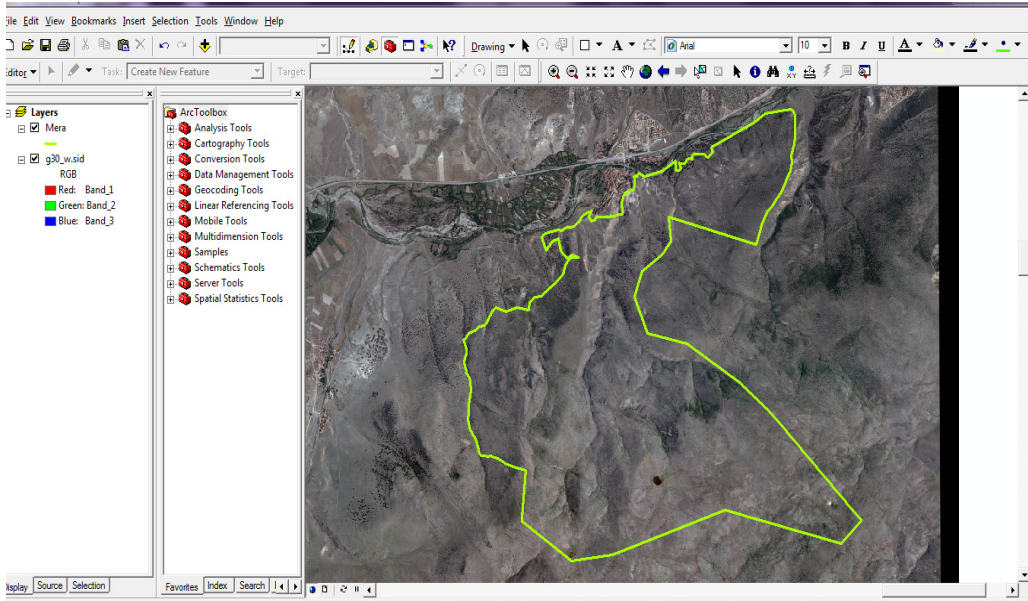 File Edit View Bookmarks Insert Selection Tools Window Help
Drawing A Arial 10 B I U A
Editor Task: Create New Feature Target:
Layers
Mera
g30_w.sid
RGB
Red: Band_1
Green: Band_2
Blue: Band_3
Display Source Selection
ArcToolbox
Analysis Tools
Cartography Tools
Conversion Tools
Data Management Tools
Geocoding Tools
Linear Referencing Tools
Mobile Tools
Multidimension Tools
Samples
Schematics Tools
Server Tools
Spatial Statistics Tools
Favorites Index Search